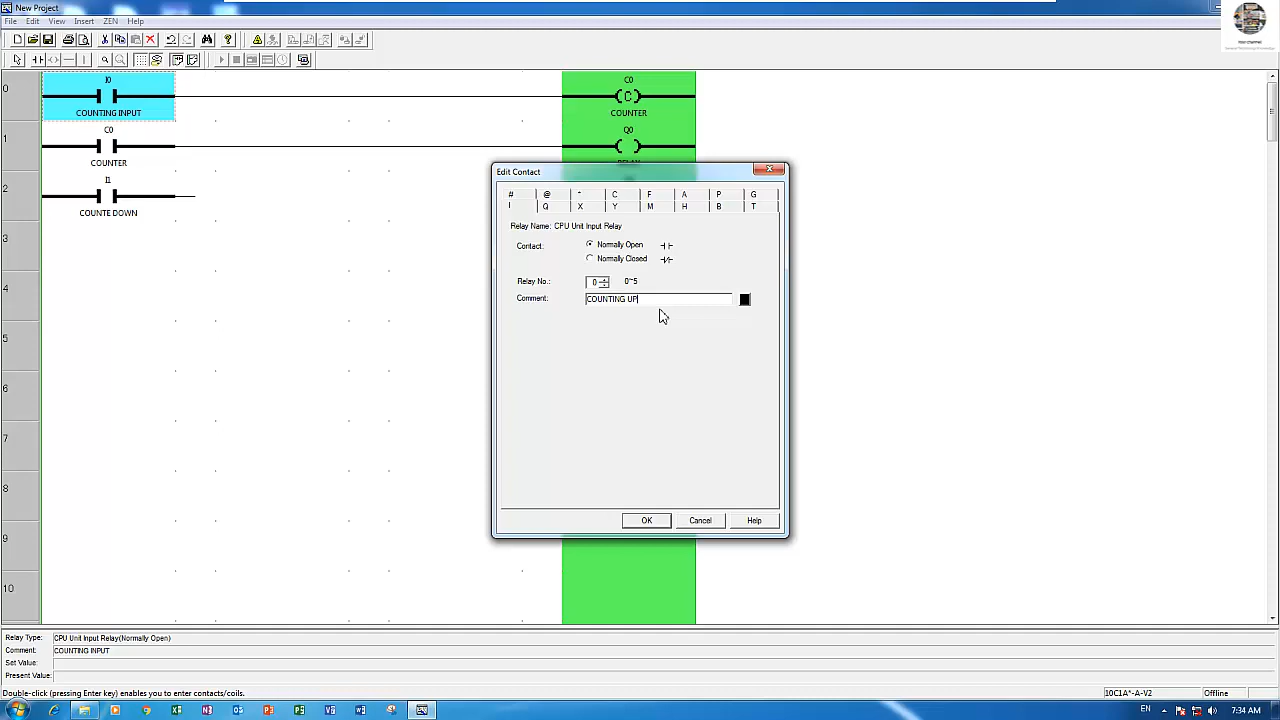 New Project
File Edit View Insert ZEN Help
0
I0
COUNTING INPUT
C0
C
COUNTER
1
C0
COUNTER
Q0
2
I1
COUNTE DOWN
3
4
5
6
7
8
9
10
Edit Contact
# @ ^ C F A P G
I Q X Y M H B T
Relay Name: CPU Unit Input Relay
Contact: Normally Open
Normally Closed
Relay No.: 0 0~5
Comment: COUNTING UP
OK Cancel Help
Relay Type: CPU Unit Input Relay(Normally Open)
Comment: COUNTING INPUT
Set Value:
Present Value:
Double-click (pressing Enter key) enables you to enter contacts/coils.
10C1A*-A-V2 Offline
EN 7:34 AM